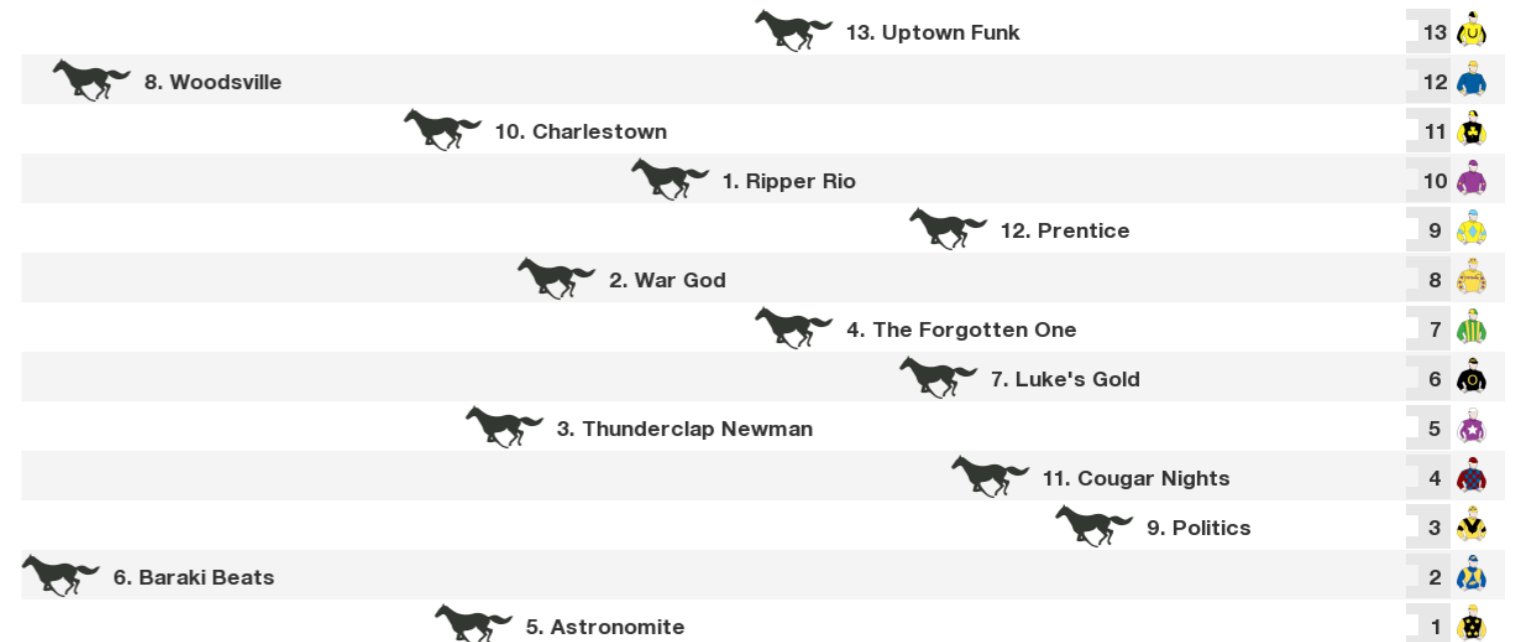 13. Uptown Funk 13
8. Woodsville 12
10. Charlestown 11
1. Ripper Rio 10
12. Prentice 9
2. War God 8
4. The Forgotten One 7
7. Luke's Gold 6
3. Thunderclap Newman 5
11. Cougar Nights 4
9. Politics 3
6. Baraki Beats 2
5. Astronomite 1